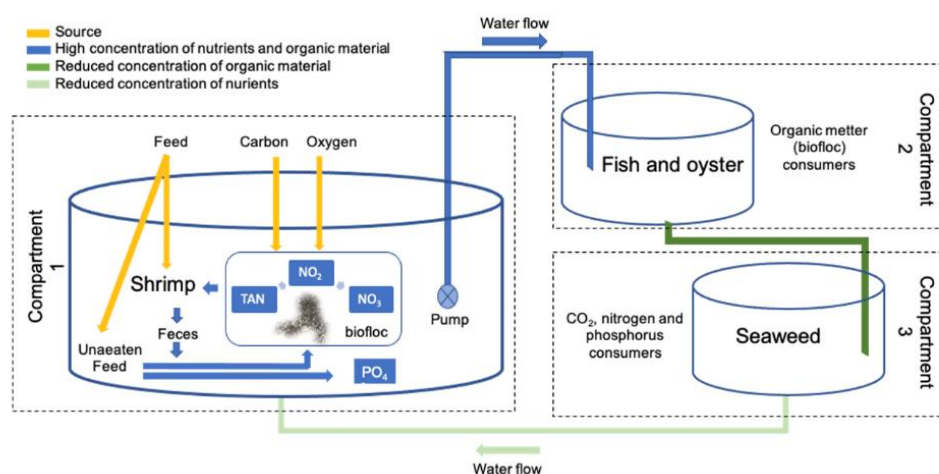 Source
High concentration of nutrients and organic material
Reduced concentration of organic material
Reduced concentration of nurients
Water flow
Compartment
1
Feed
Carbon
Oxygen
Shrimp
NO2
TAN
NO3
biofloc
Feces
Unaeaten
Feed
PO4
Pump
Fish and oyster
Organic metter
(biofloc)
consumers
Compartment
2
CO2, nitrogen and
phosphorus
consumers
Seaweed
Compartment
3
Water flow